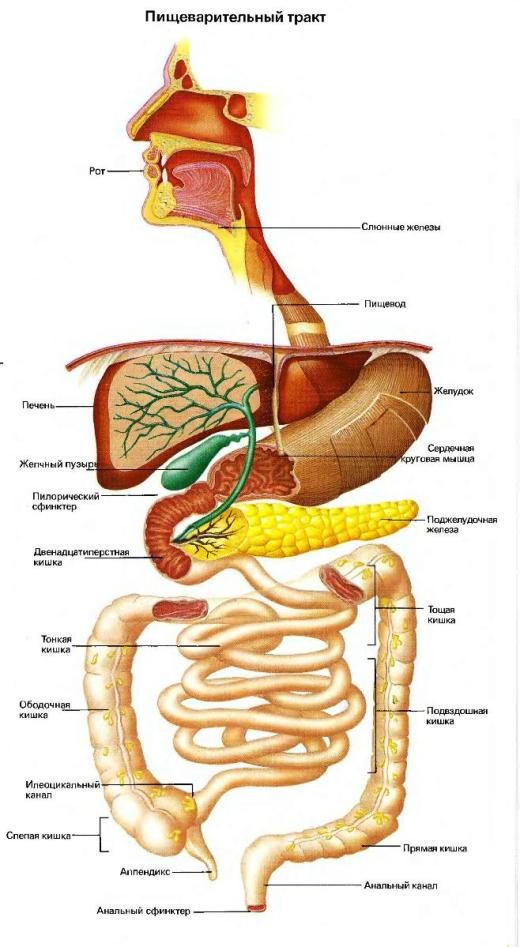 Пищеварительный тракт
Рот
Слюнные железы
Пищевод
Печень
Желудок
Желчный пузырь
Сердечная
круговая мышца
Пилорический
сфинктер
Поджелудочная
железа
Двенадцатиперстная
кишка
Тощая
кишка
Тонкая
кишка
Ободочная
кишка
Подвздошная
кишка
Илеоцикальный
канал
Слепая кишка
Прямая кишка
Аппендикс
Анальный канал
Анальный сфинктер